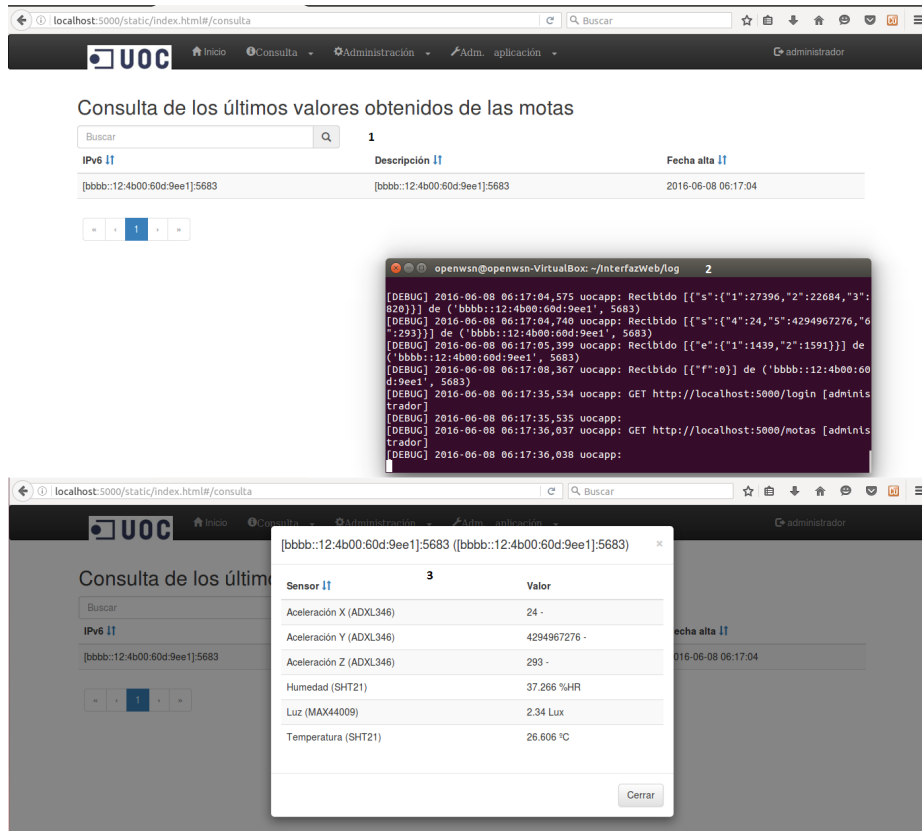 localhost:5000/static/index.html#/consulta
Buscar
UOC
Inicio
Consulta
Administración
Adm. aplicación
administrador
Consulta de los últimos valores obtenidos de las motas
Buscar
1
IPv6
Descripción
Fecha alta
[bbbb::12:4b00:60d:9ee1]:5683
[bbbb::12:4b00:60d:9ee1]:5683
2016-06-08 06:17:04
« ‹ 1 › »
openwsn@openwsn-VirtualBox: ~/InterfazWeb/log
2
[DEBUG] 2016-06-08 06:17:04,575 uocapp: Recibido [{"s":{"1":27396,"2":22684,"3":
820}}] de ('bbbb::12:4b00:60d:9ee1', 5683)
[DEBUG] 2016-06-08 06:17:04,740 uocapp: Recibido [{"s":{"4":24,"5":4294967276,"6
":293}}] de ('bbbb::12:4b00:60d:9ee1', 5683)
[DEBUG] 2016-06-08 06:17:05,399 uocapp: Recibido [{"e":{"1":1439,"2":1591}}] de
('bbbb::12:4b00:60d:9ee1', 5683)
[DEBUG] 2016-06-08 06:17:08,367 uocapp: Recibido [{"f":0}] de ('bbbb::12:4b00:60
d:9ee1', 5683)
[DEBUG] 2016-06-08 06:17:35,534 uocapp: GET http://localhost:5000/login [adminis
trador]
[DEBUG] 2016-06-08 06:17:35,535 uocapp:
[DEBUG] 2016-06-08 06:17:36,037 uocapp: GET http://localhost:5000/motas [adminis
trador]
[DEBUG] 2016-06-08 06:17:36,038 uocapp:
localhost:5000/static/index.html#/consulta
Buscar
UOC
Inicio
Consulta
Administración
Adm. aplicación
administrador
Consulta de los últim
Buscar
IPv6
echa alta
[bbbb::12:4b00:60d:9ee1]:5683
016-06-08 06:17:04
« ‹ 1 › »
[bbbb::12:4b00:60d:9ee1]:5683 ([bbbb::12:4b00:60d:9ee1]:5683)
×
3
Sensor
Valor
Aceleración X (ADXL346)
24 -
Aceleración Y (ADXL346)
4294967276 -
Aceleración Z (ADXL346)
293 -
Humedad (SHT21)
37.266 %HR
Luz (MAX44009)
2.34 Lux
Temperatura (SHT21)
26.606 ºC
Cerrar